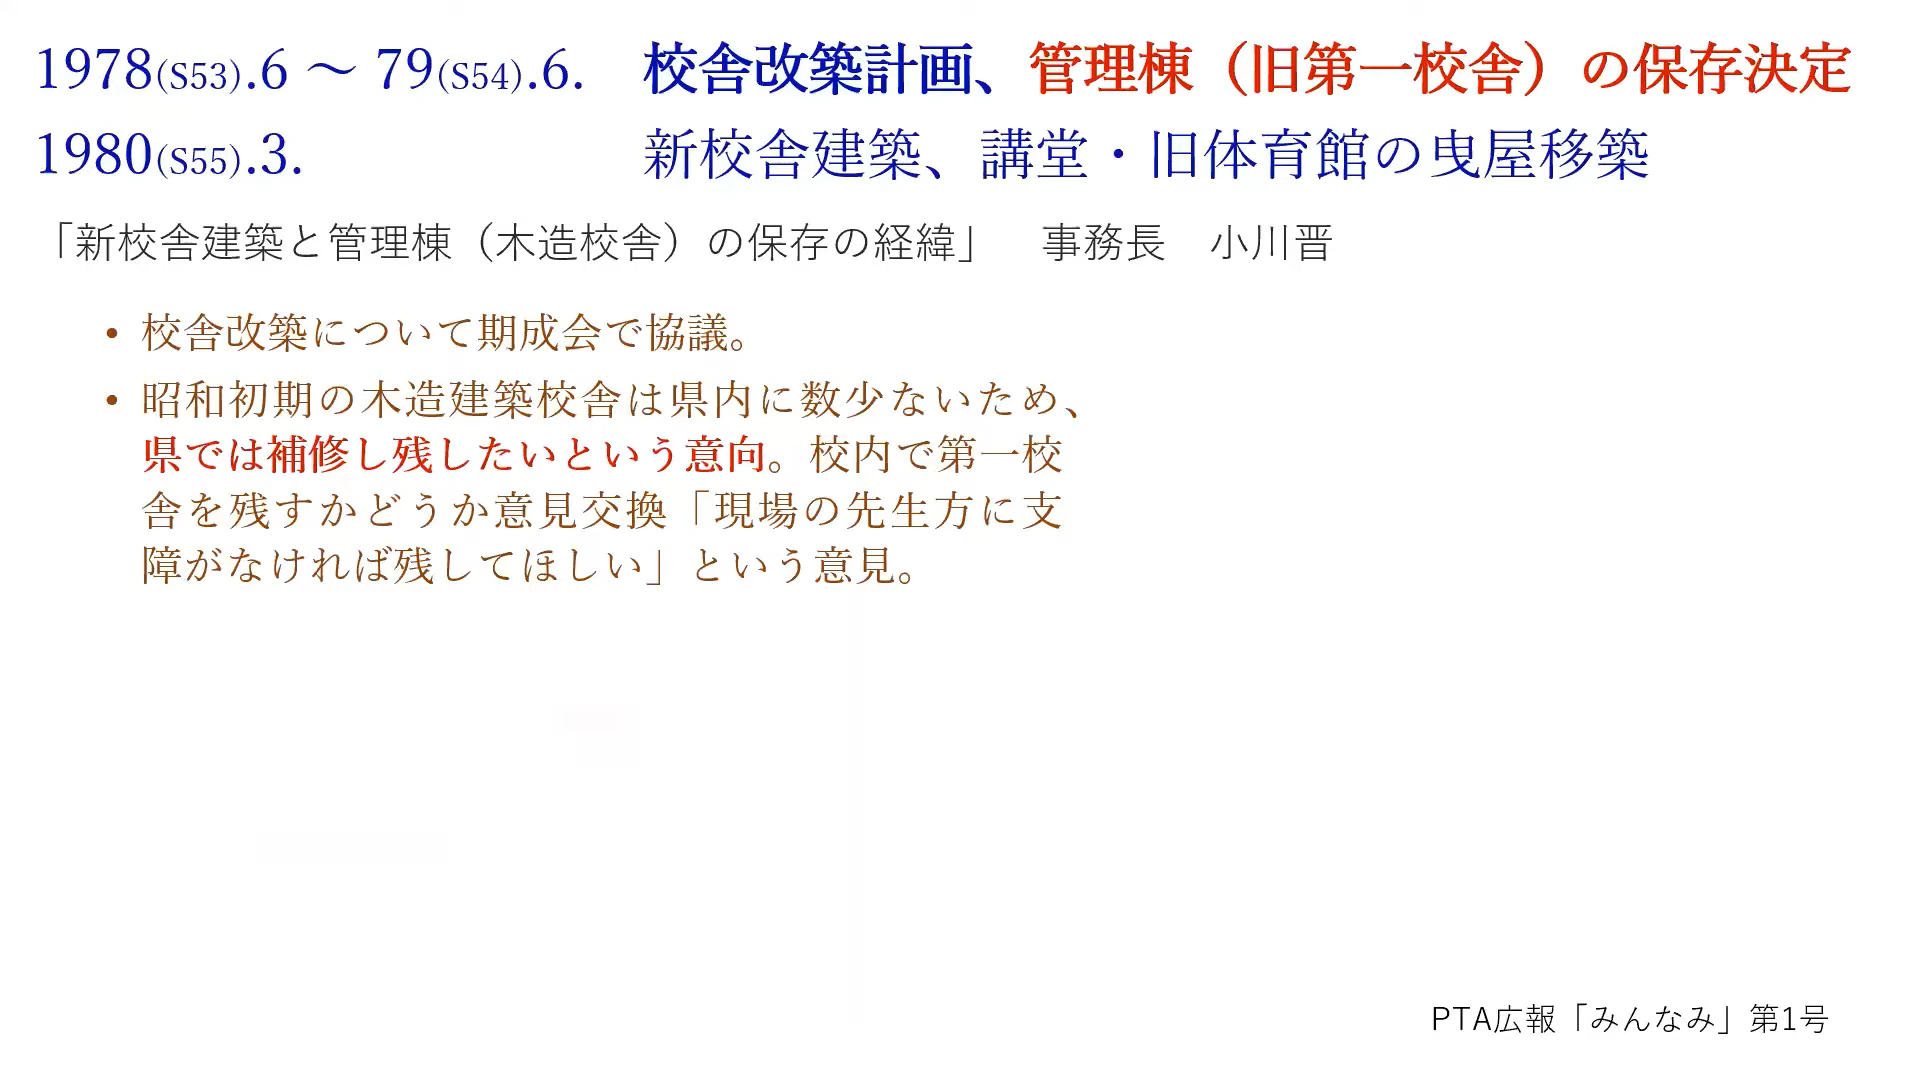 1978(S53).6 ～ 79(S54).6.　校舎改築計画、管理棟（旧第一校舎）の保存決定
1980(S55).3.　新校舎建築、講堂・旧体育館の曳屋移築
「新校舎建築と管理棟（木造校舎）の保存の経緯」　事務長　小川晋
• 校舎改築について期成会で協議。
• 昭和初期の木造建築校舎は県内に数少ないため、
県では補修し残したいという意向。校内で第一校
舎を残すかどうか意見交換「現場の先生方に支
障がなければ残してほしい」という意見。
PTA広報「みんなみ」第1号